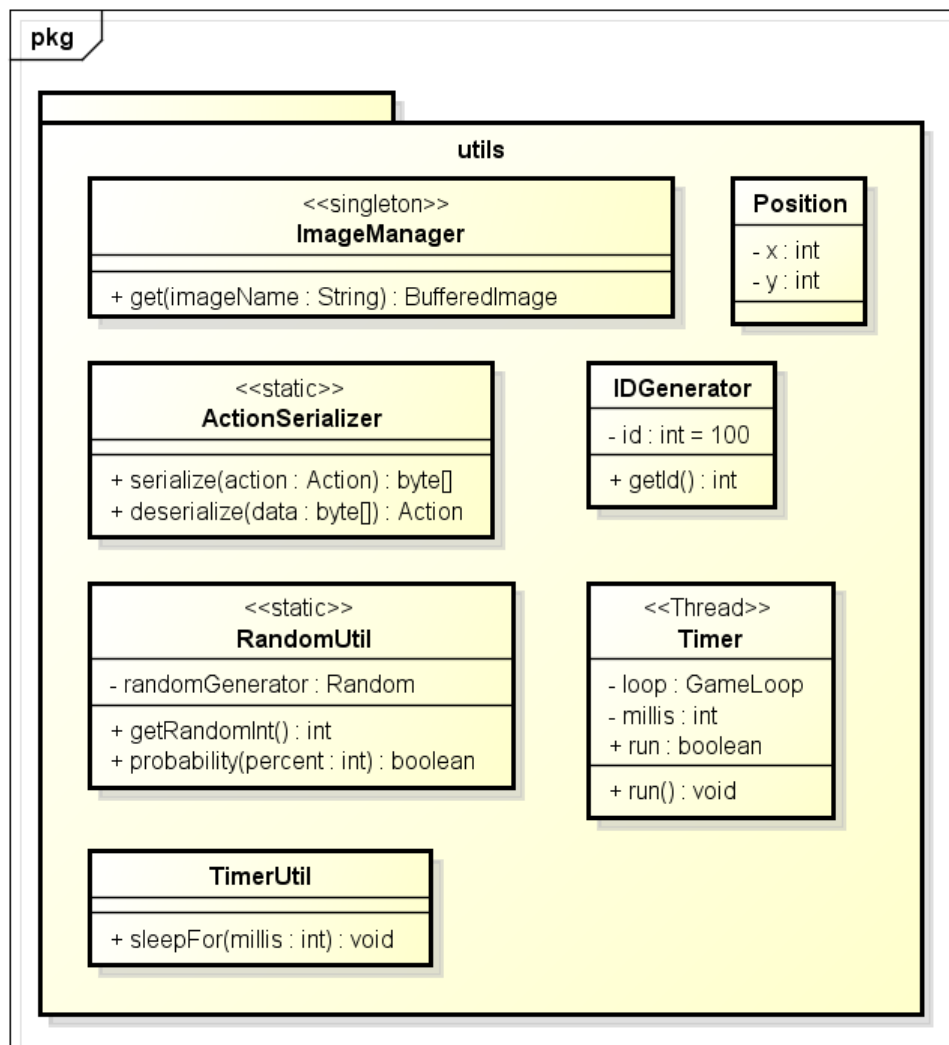 pkg
utils
<<singleton>>
ImageManager
+ get(imageName : String) : BufferedImage
Position
- x : int
- y : int
<<static>>
ActionSerializer
+ serialize(action : Action) : byte[]
+ deserialize(data : byte[]) : Action
IDGenerator
- id : int = 100
+ getId() : int
<<static>>
RandomUtil
- randomGenerator : Random
+ getRandomInt() : int
+ probability(percent : int) : boolean
<<Thread>>
Timer
- loop : GameLoop
- millis : int
+ run : boolean
+ run() : void
TimerUtil
+ sleepFor(millis : int) : void